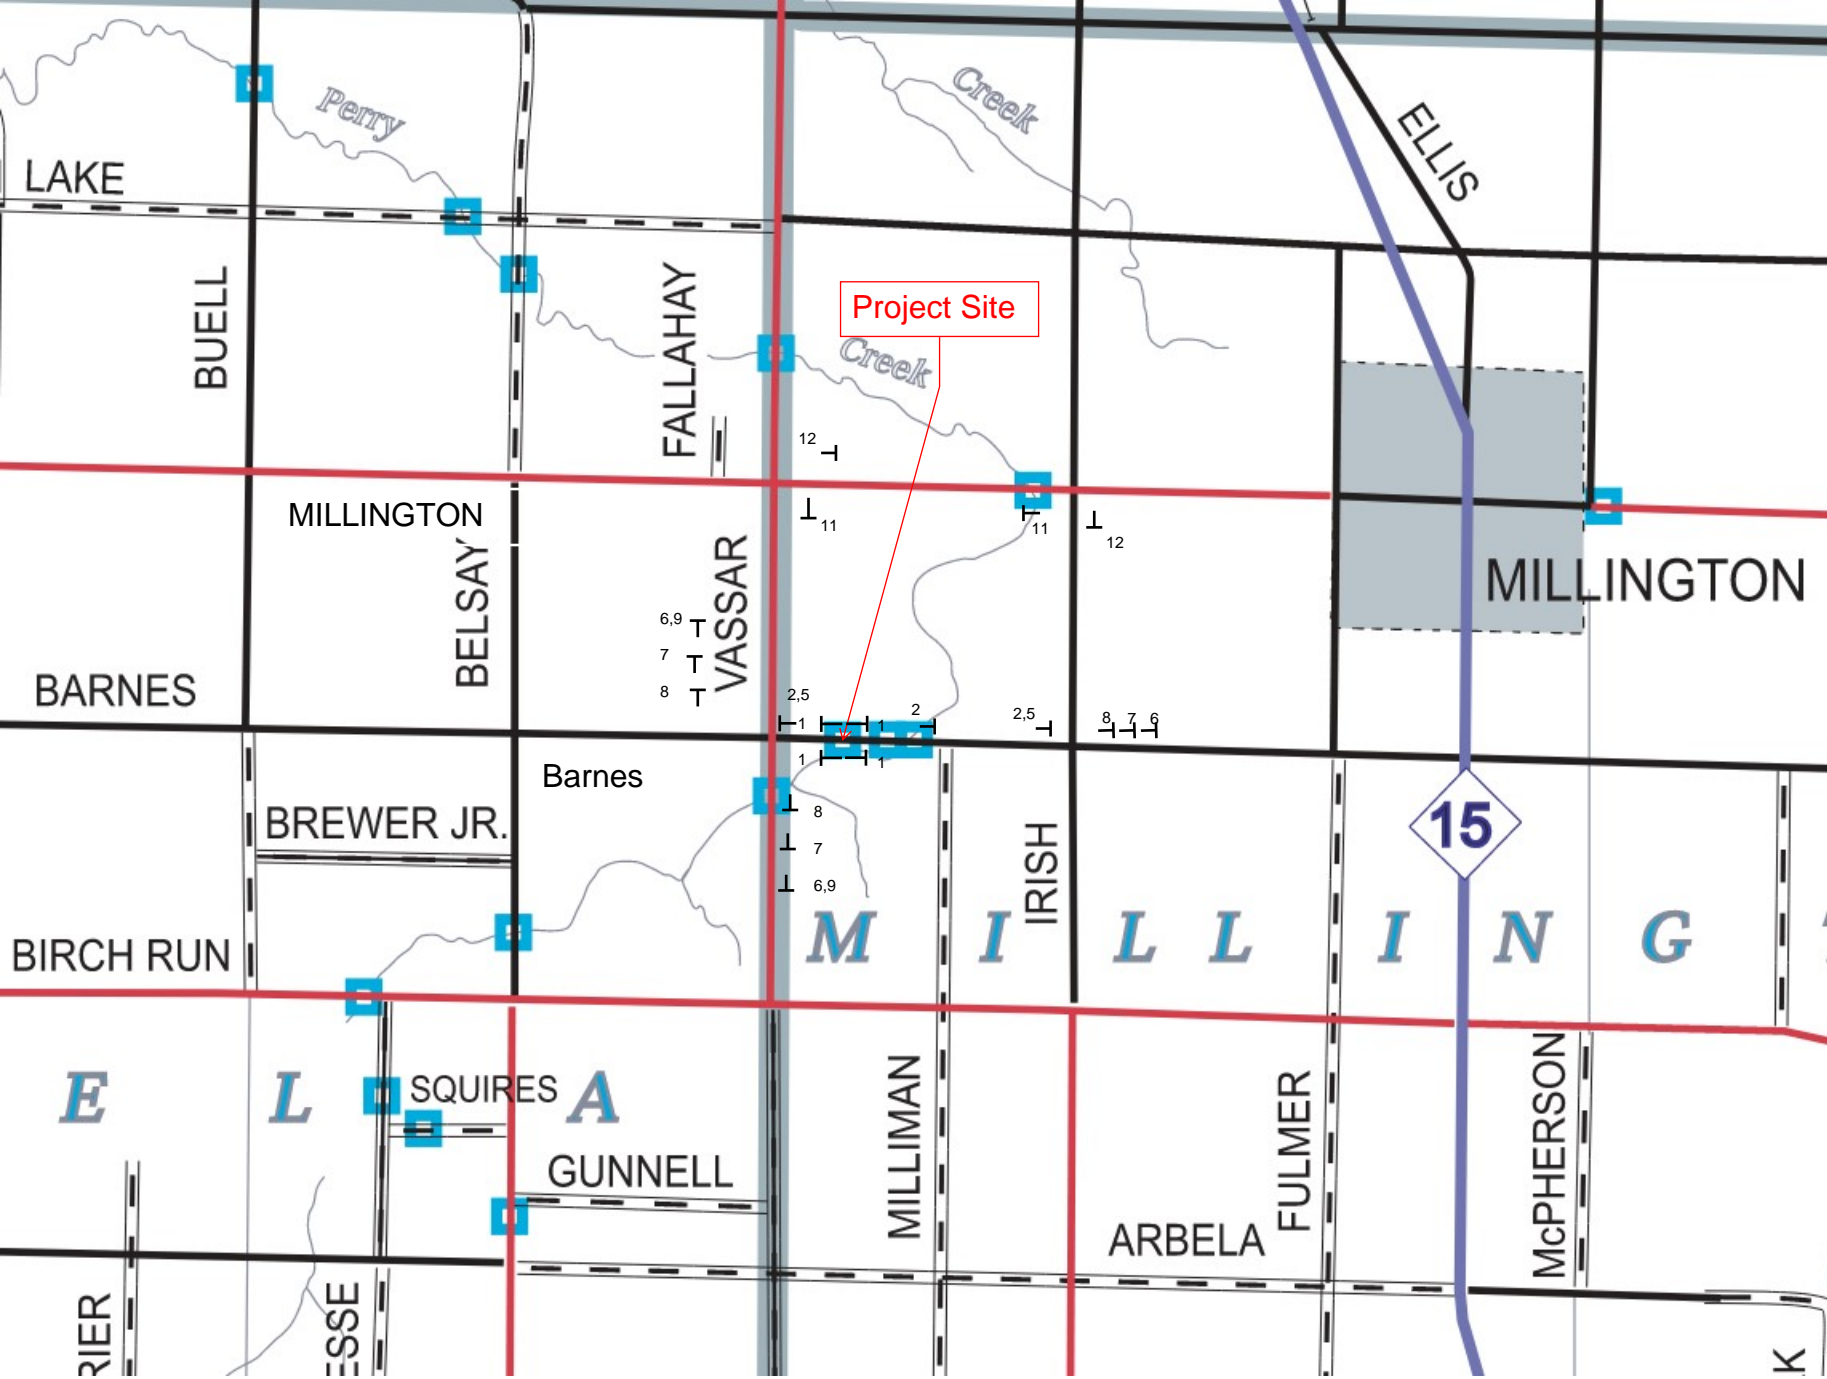 Perry
Creek
ELLIS
LAKE
BUELL
FALLAHAY
Project Site
Creek
12
MILLINGTON
11
11
12
MILLINGTON
BELSAY
VASSAR
6,9
7
8
BARNES
2,5
1
1
2
2,5
8 7 6
1
1
Barnes
8
BREWER JR.
7
6,9
IRISH
15
BIRCH RUN
M I L L I N G
E L A
SQUIRES
GUNNELL
MILLIMAN
FULMER
McPHERSON
ARBELA
RIER
ESSE
K